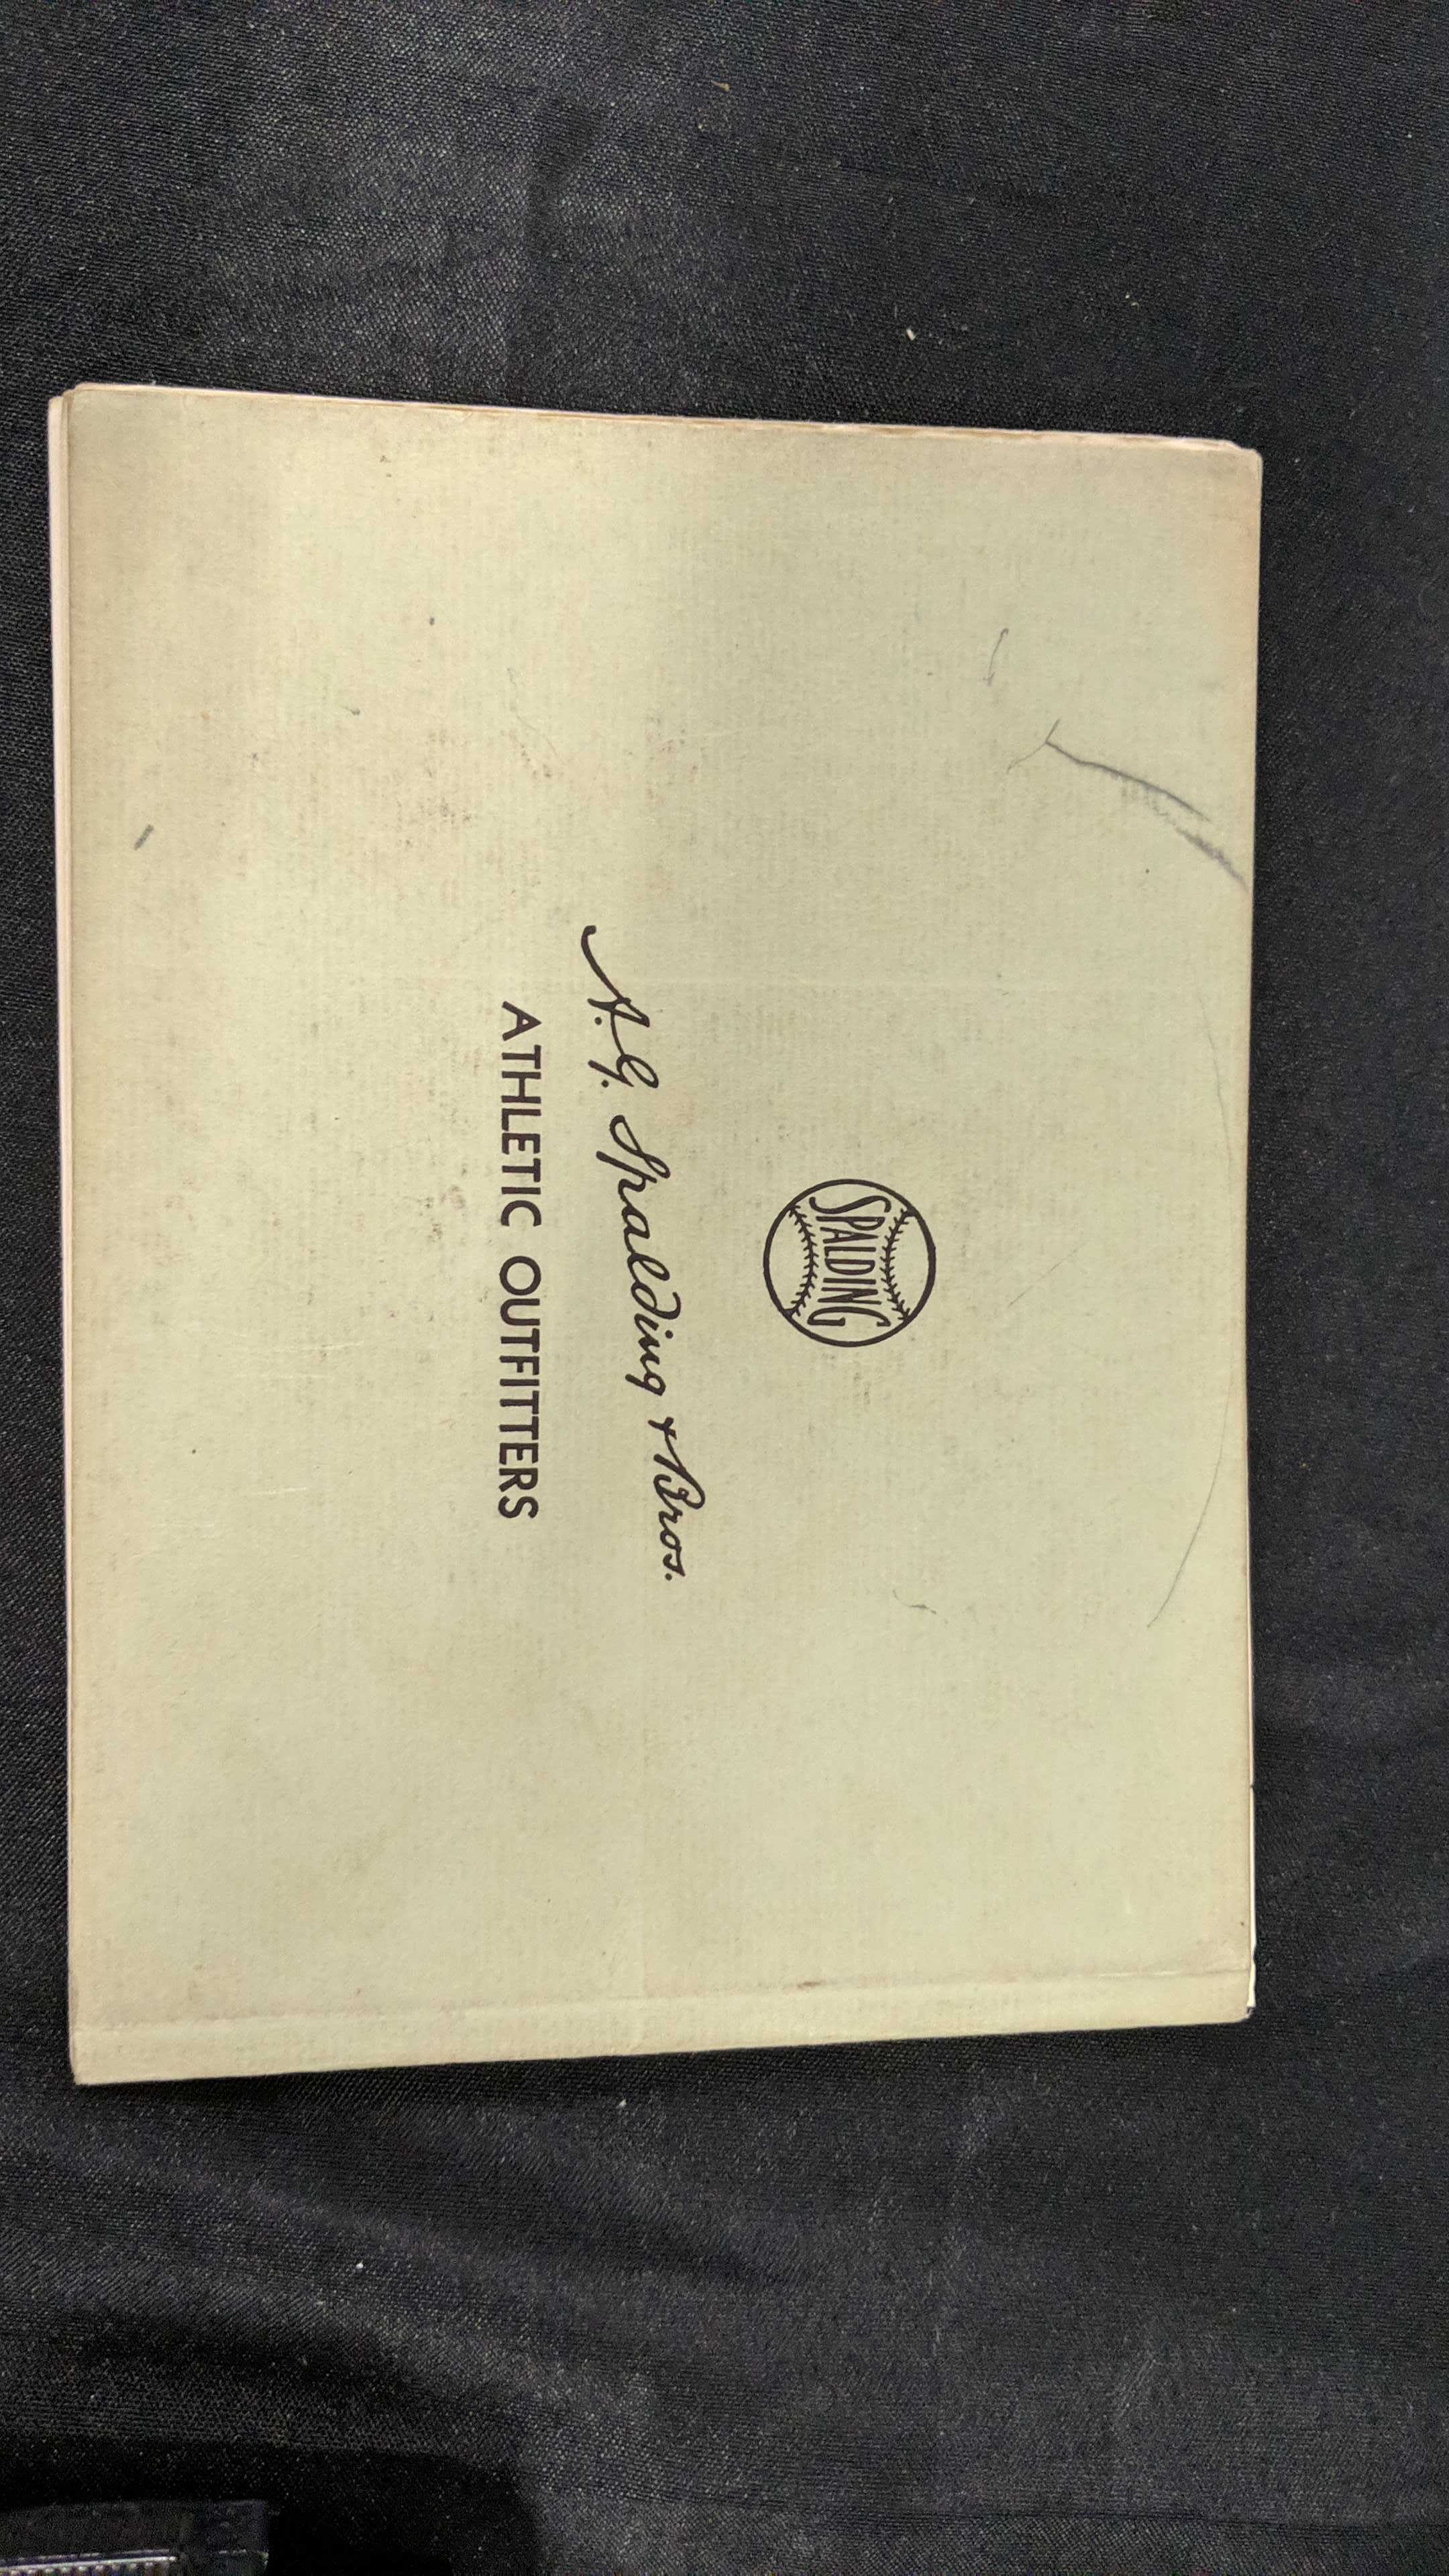 SPALDING
A.G. Spalding & Bros.
ATHLETIC OUTFITTERS